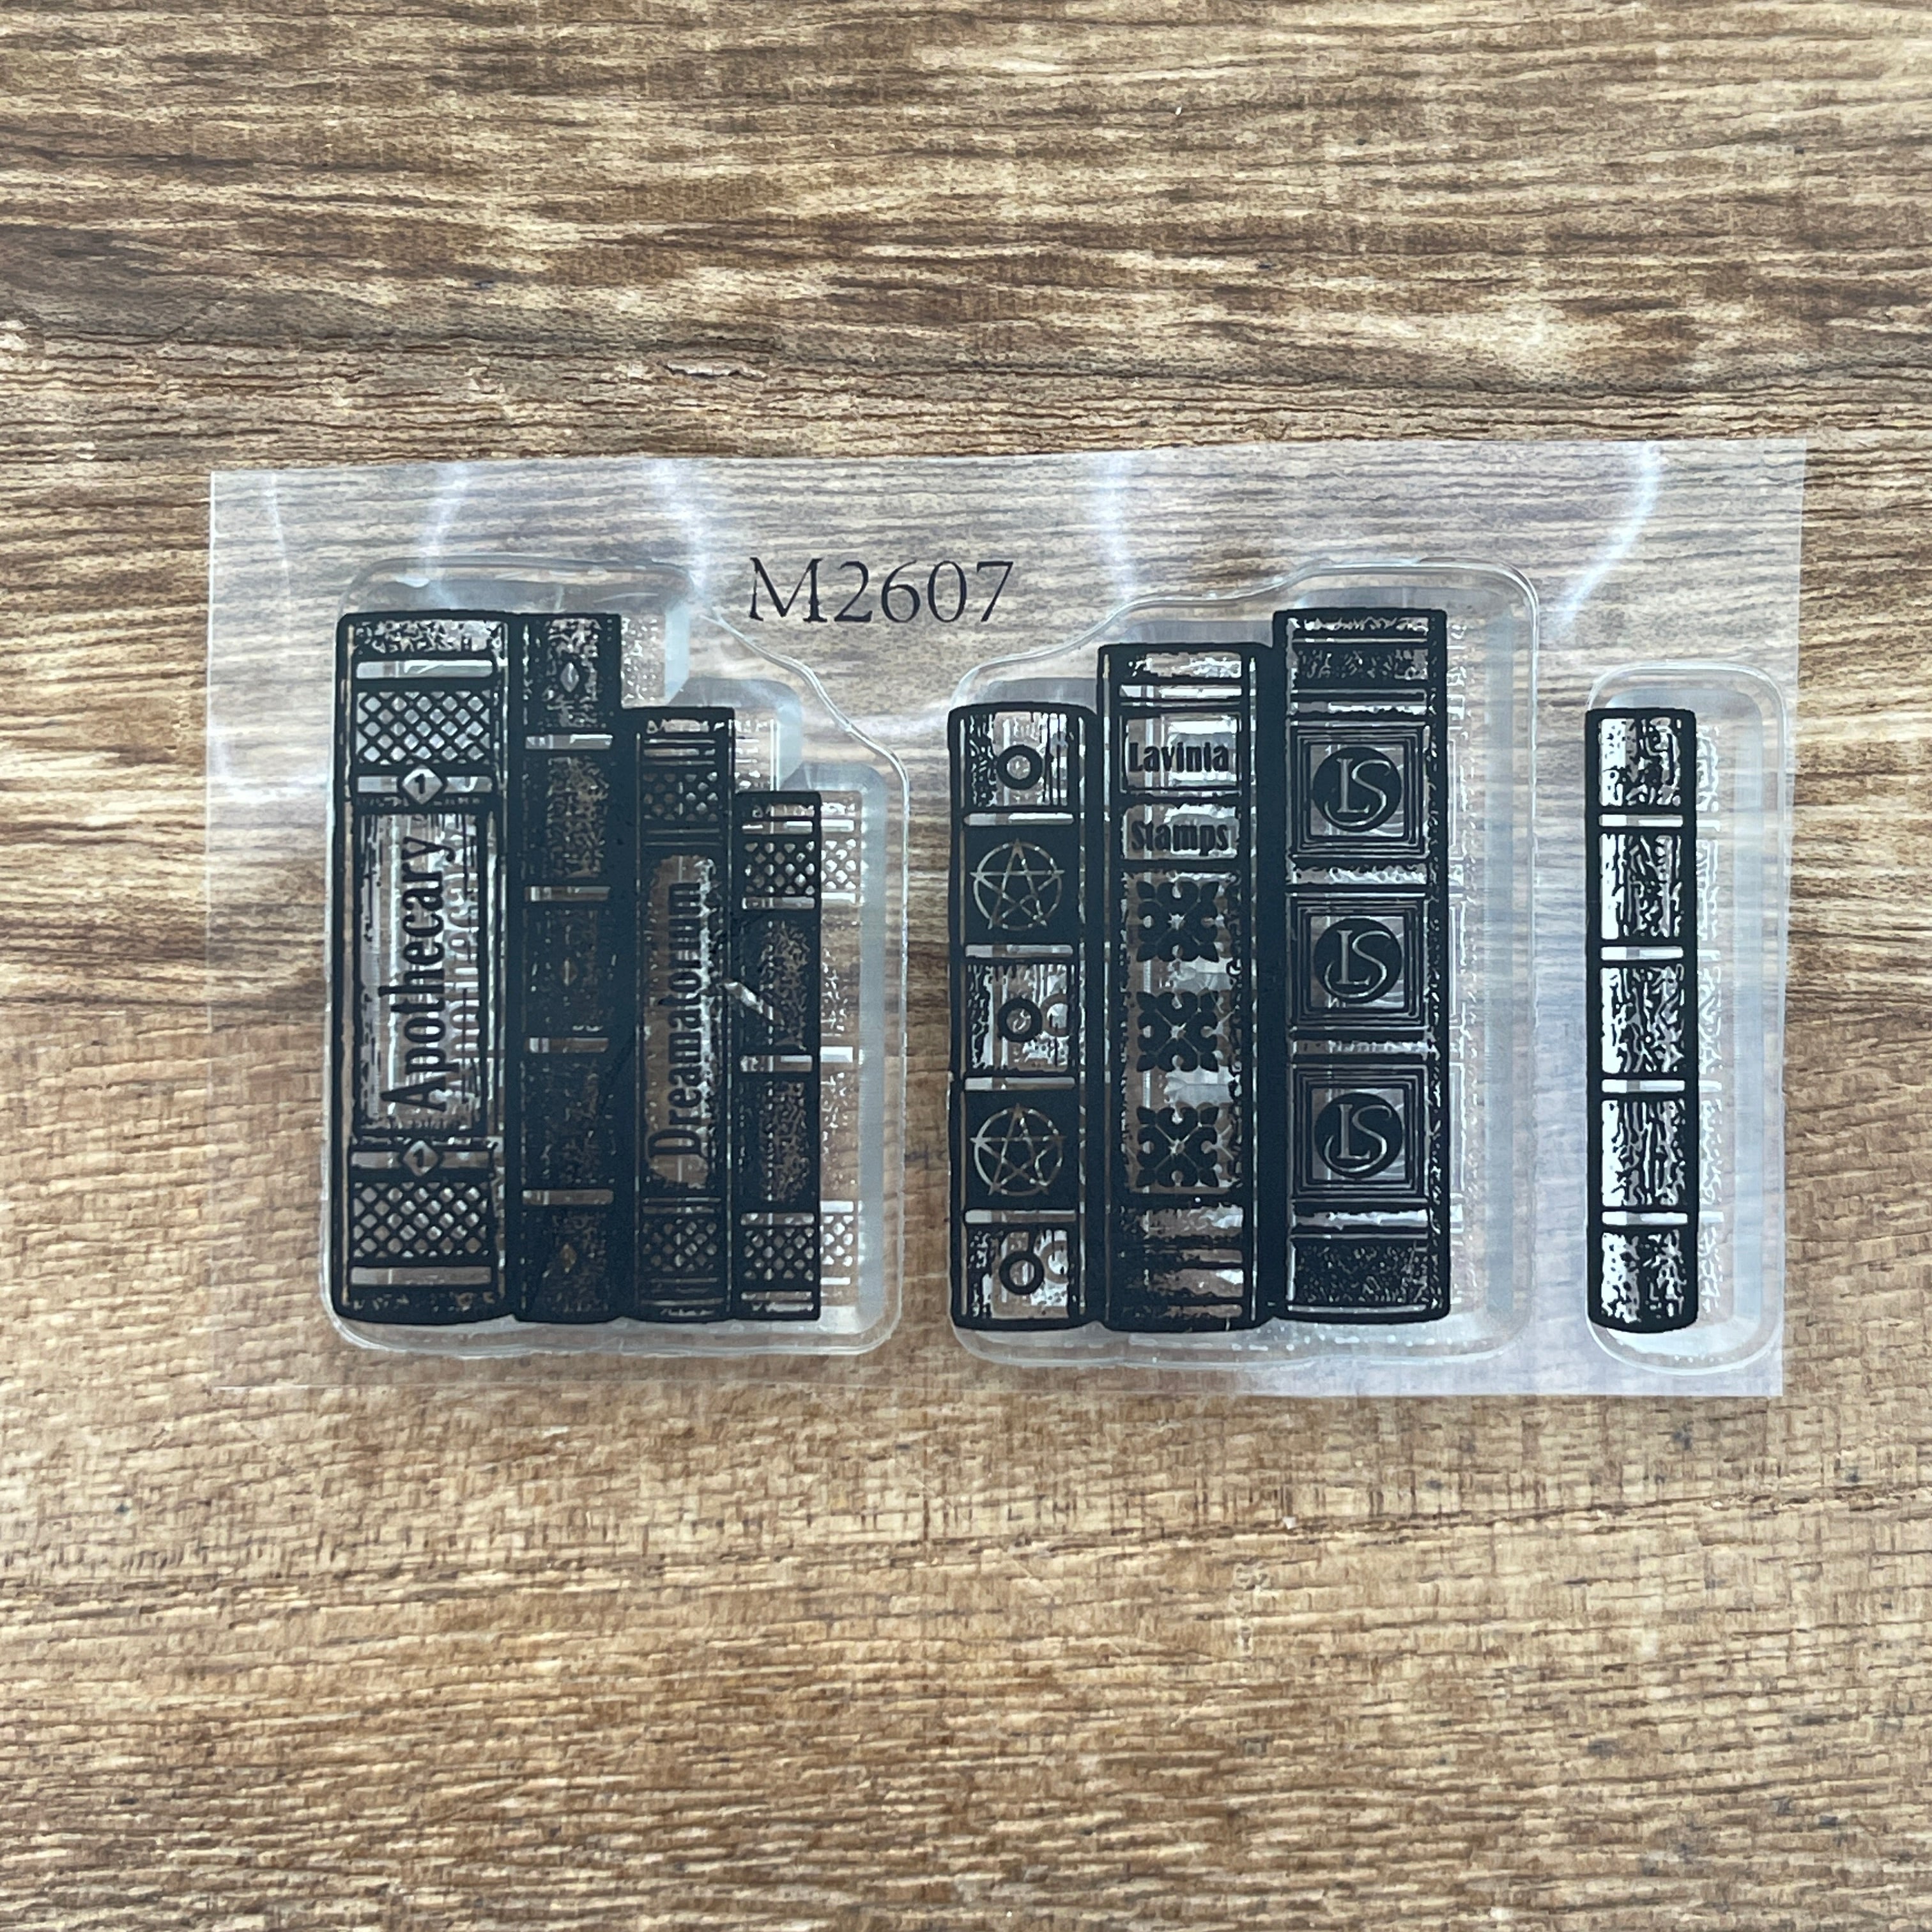 M2607
Apothecary
Dreamatorium
Lavinia
Stamps
LS
LS
LS